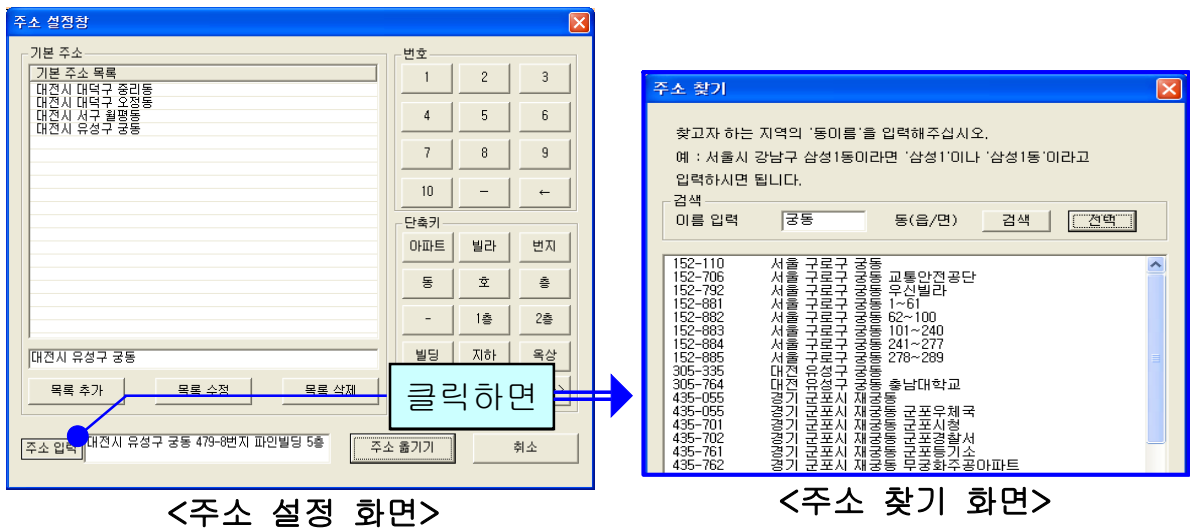 주소 설정창
기본 주소
기본 주소 목록
대전시 대덕구 중리동
대전시 대덕구 오정동
대전시 서구 월평동
대전시 유성구 궁동
대전시 유성구 궁동
목록 추가 목록 수정 목록 삭제
번호
1 2 3
4 5 6
7 8 9
10 - ←
단축키
아파트 빌라 번지
동 호 층
- 1층 2층
빌딩 지하 옥상
클릭하면
주소 입력 대전시 유성구 궁동 479-8번지 파인빌딩 5층 주소 옮기기 취소
<주소 설정 화면>
주소 찾기
찾고자 하는 지역의 '동이름'을 입력해주십시오.
예 : 서울시 강남구 삼성1동이라면 '삼성1'이나 '삼성1동'이라고
입력하시면 됩니다.
검색
이름 입력 궁동 동(읍/면) 검색 선택
152-110 서울 구로구 궁동
152-706 서울 구로구 궁동 교통안전공단
152-792 서울 구로구 궁동 우신빌라
152-881 서울 구로구 궁동 1~61
152-882 서울 구로구 궁동 62~100
152-883 서울 구로구 궁동 101~240
152-884 서울 구로구 궁동 241~277
152-885 서울 구로구 궁동 278~289
305-335 대전 유성구 궁동
305-764 대전 유성구 궁동 충남대학교
435-055 경기 군포시 재궁동
435-055 경기 군포시 재궁동 군포우체국
435-701 경기 군포시 재궁동 군포시청
435-702 경기 군포시 재궁동 군포경찰서
435-761 경기 군포시 재궁동 군포등기소
435-762 경기 군포시 재궁동 무궁화주공아파트
<주소 찾기 화면>